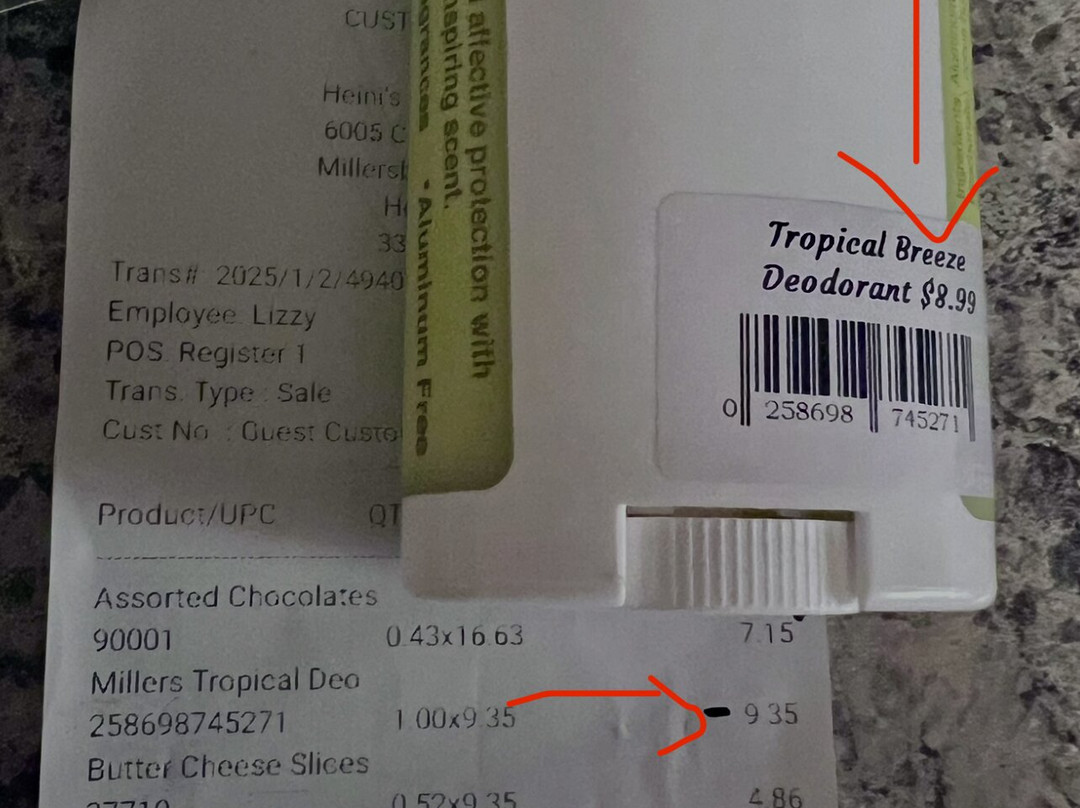 CUST
Heini's
6005 C
Millersb
H
33
Trans# 2025/1/2/4940
Employee: Lizzy
POS: Register 1
Trans. Type : Sale
Cust No. : Guest Custo
Product/UPC QT
Assorted Chocolates
90001 0.43x16.63 7.15
Millers Tropical Deo
258698745271 1.00x9.35 9.35
Butter Cheese Slices
27710 0.52x9.35 4.86
affective protection with
nspiring scent.
arances • Aluminum Free
Tropical Breeze
Deodorant $8.99
0 258698 745271